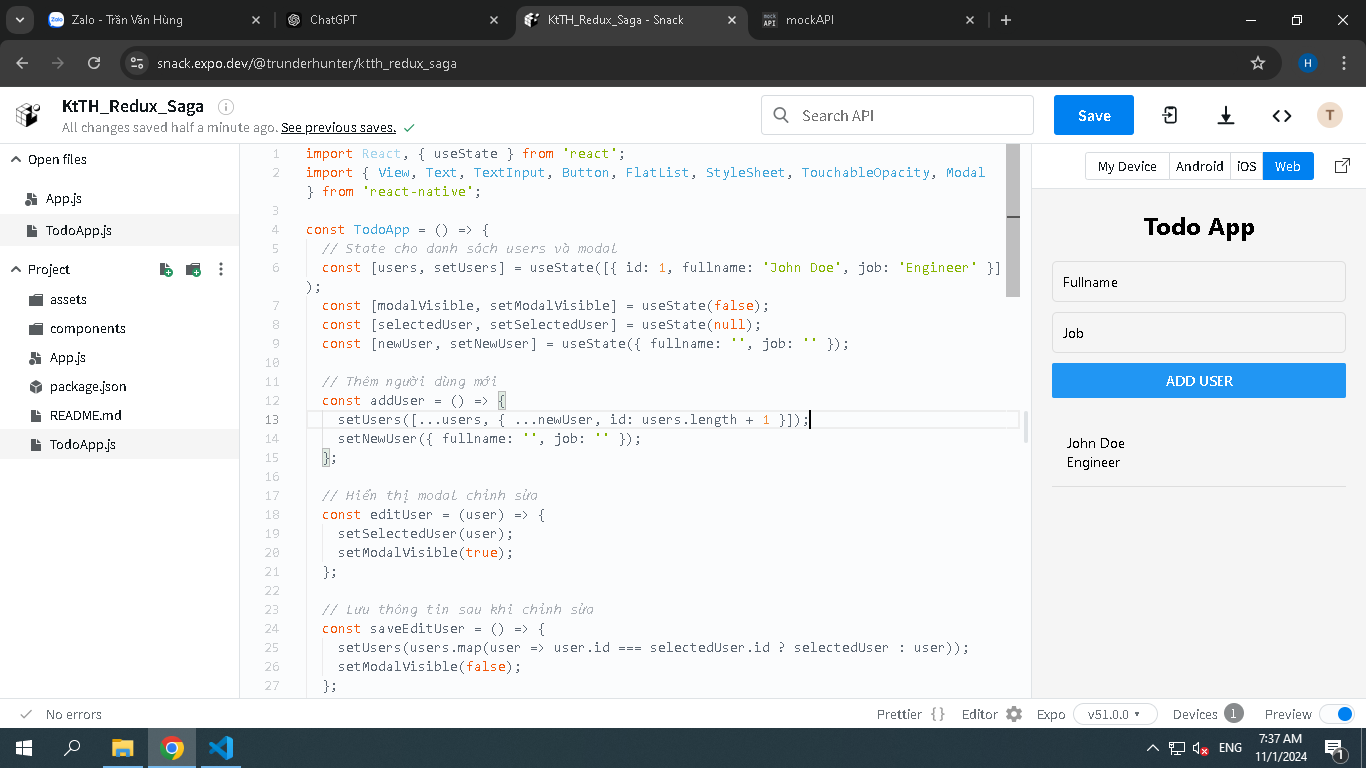 Zalo - Trần Văn Hùng
ChatGPT
KtTH_Redux_Saga - Snack
mock API
mockAPI
snack.expo.dev/@trunderhunter/ktth_redux_saga
H
KtTH_Redux_Saga
All changes saved half a minute ago. See previous saves.
Search API
Save
T
Open files
App.js
TodoApp.js
Project
assets
components
App.js
package.json
README.md
TodoApp.js
1 import React, { useState } from 'react';
2 import { View, Text, TextInput, Button, FlatList, StyleSheet, TouchableOpacity, Modal
} from 'react-native';
3
4 const TodoApp = () => {
5 // State cho danh sách users và modal
6 const [users, setUsers] = useState([{ id: 1, fullname: 'John Doe', job: 'Engineer' }]
);
7 const [modalVisible, setModalVisible] = useState(false);
8 const [selectedUser, setSelectedUser] = useState(null);
9 const [newUser, setNewUser] = useState({ fullname: '', job: '' });
10
11 // Thêm người dùng mới
12 const addUser = () => {
13 setUsers([...users, { ...newUser, id: users.length + 1 }]);
14 setNewUser({ fullname: '', job: '' });
15 };
16
17 // Hiển thị modal chỉnh sửa
18 const editUser = (user) => {
19 setSelectedUser(user);
20 setModalVisible(true);
21 };
22
23 // Lưu thông tin sau khi chỉnh sửa
24 const saveEditUser = () => {
25 setUsers(users.map(user => user.id === selectedUser.id ? selectedUser : user));
26 setModalVisible(false);
27 };
My Device
Android
iOS
Web
Todo App
Fullname
Job
ADD USER
John Doe
Engineer
No errors
Prettier {}
Editor
Expo
v51.0.0
Devices 1
Preview
ENG
7:37 AM
11/1/2024
1